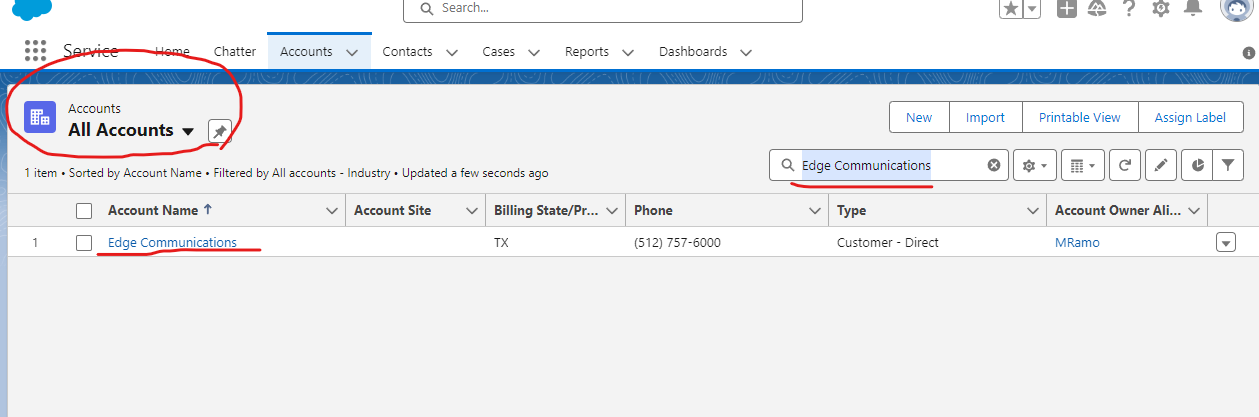 Search...
Service Home Chatter Accounts Contacts Cases Reports Dashboards
Accounts
All Accounts
New Import Printable View Assign Label
1 item • Sorted by Account Name • Filtered by All accounts - Industry • Updated a few seconds ago
Edge Communications
Account Name ↑ Account Site Billing State/Pr... Phone Type Account Owner Ali...
1 Edge Communications TX (512) 757-6000 Customer - Direct MRamo